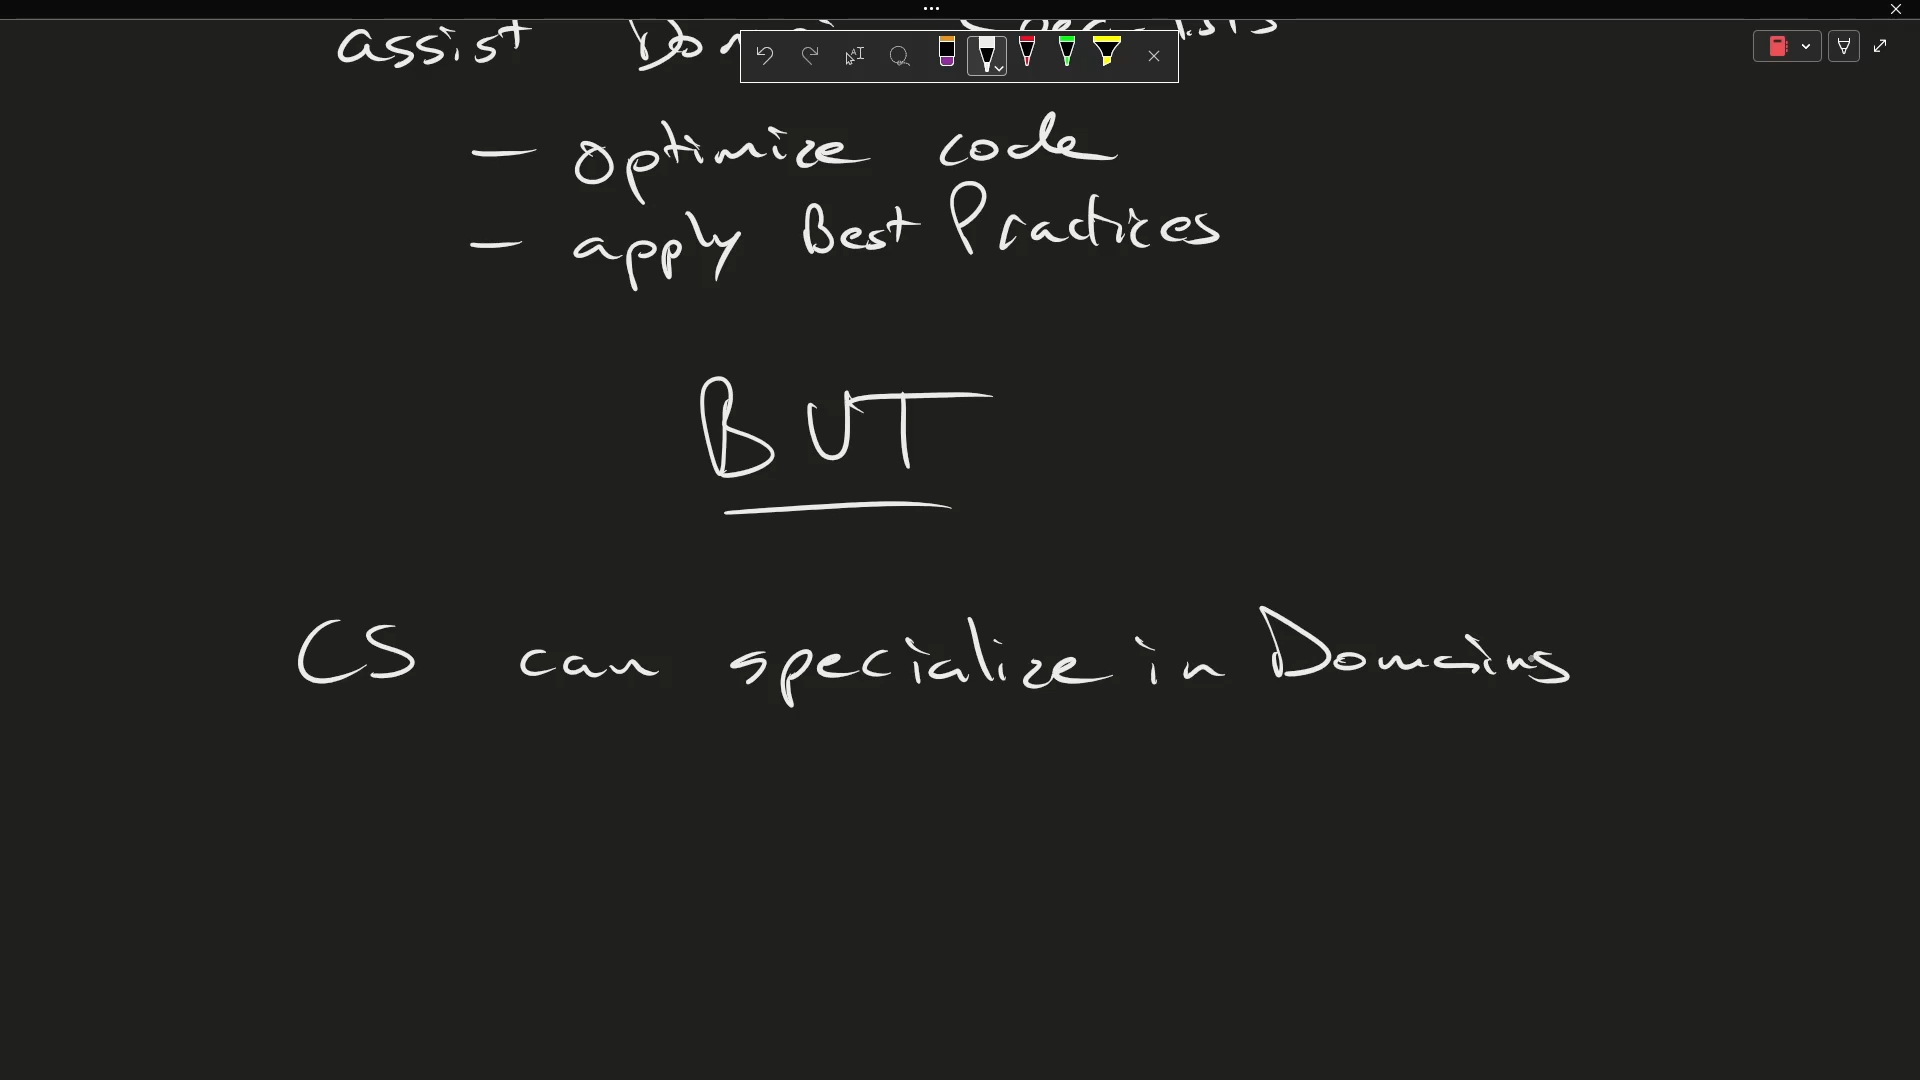 assist
- optimize code
- apply Best Practices
BUT
CS can specialize in Domains